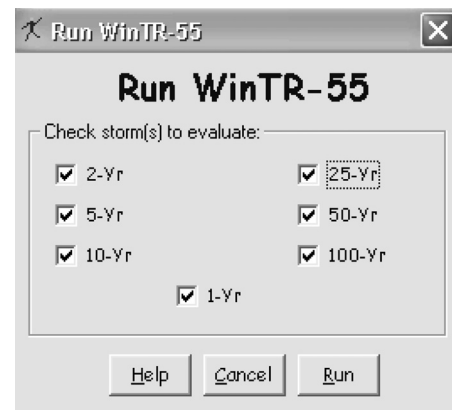 Run WinTR-55
Run WinTR-55
Check storm(s) to evaluate:
2-Yr 25-Yr
5-Yr 50-Yr
10-Yr 100-Yr
1-Yr
Help Cancel Run